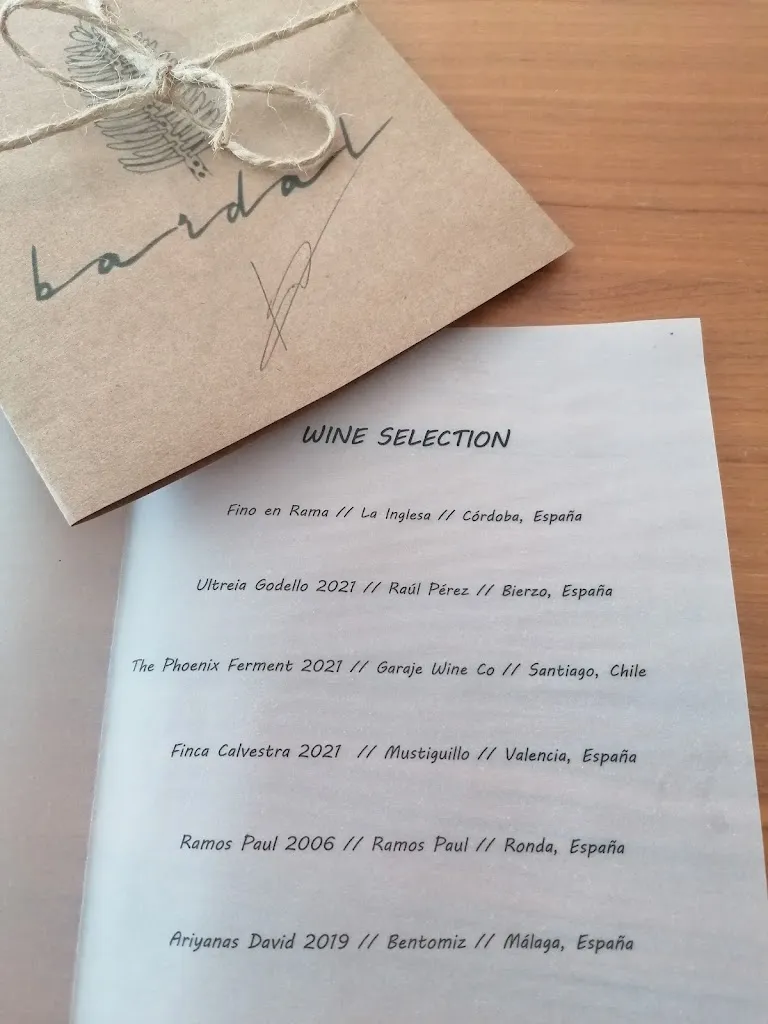 bardal
WINE SELECTION
Fino en Rama // La Inglesa // Córdoba, España
Ultreia Godello 2021 // Raúl Pérez // Bierzo, España
The Phoenix Ferment 2021 // Garaje Wine Co // Santiago, Chile
Finca Calvestra 2021 // Mustiguillo // Valencia, España
Ramos Paul 2006 // Ramos Paul // Ronda, España
Ariyanas David 2019 // Bentomiz // Málaga, España